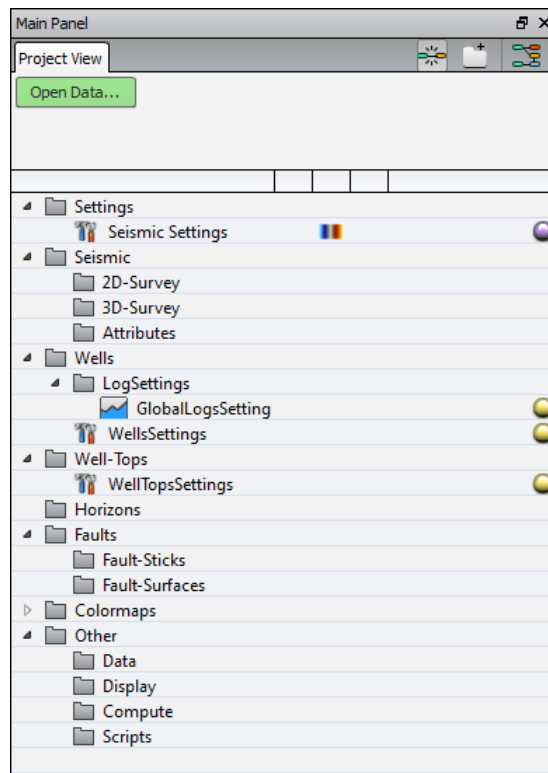 Main Panel
Project View
Open Data...
Settings
Seismic Settings
Seismic
2D-Survey
3D-Survey
Attributes
Wells
LogSettings
GlobalLogsSetting
WellsSettings
Well-Tops
WellTopsSettings
Horizons
Faults
Fault-Sticks
Fault-Surfaces
Colormaps
Other
Data
Display
Compute
Scripts